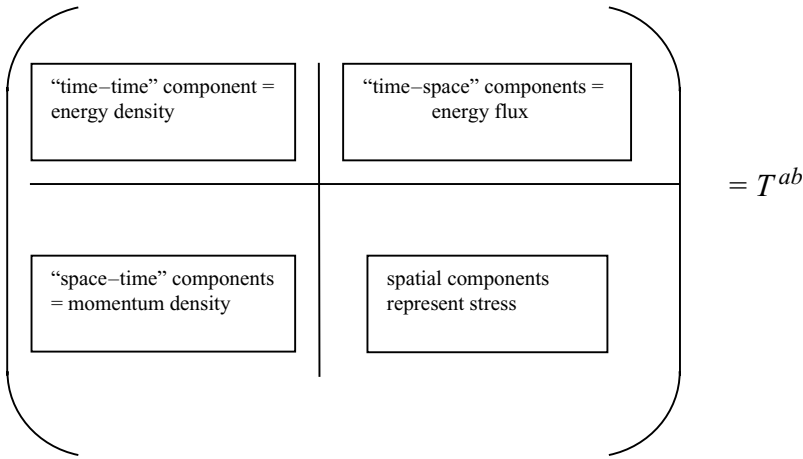 “time–time” component =
energy density
“time–space” components =
energy flux
= T^{ab}
“space–time” components
= momentum density
spatial components
represent stress